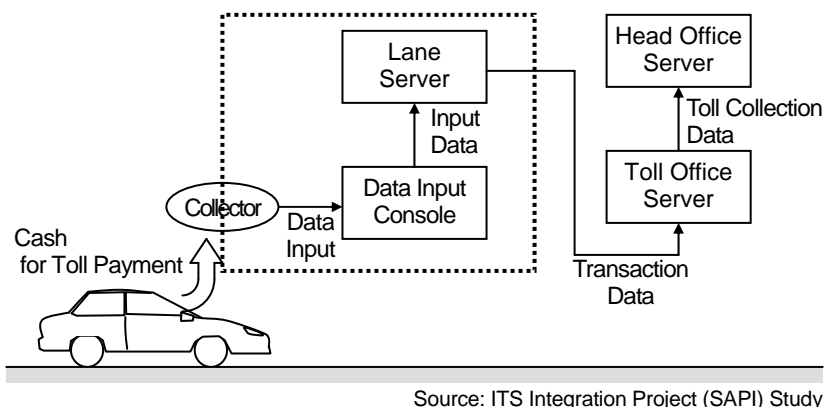 Lane
Server
Head Office
Server
Input
Data
Toll Collection
Data
Collector
Data
Input
Data Input
Console
Toll Office
Server
Cash
for Toll Payment
Transaction
Data
Source: ITS Integration Project (SAPI) Study